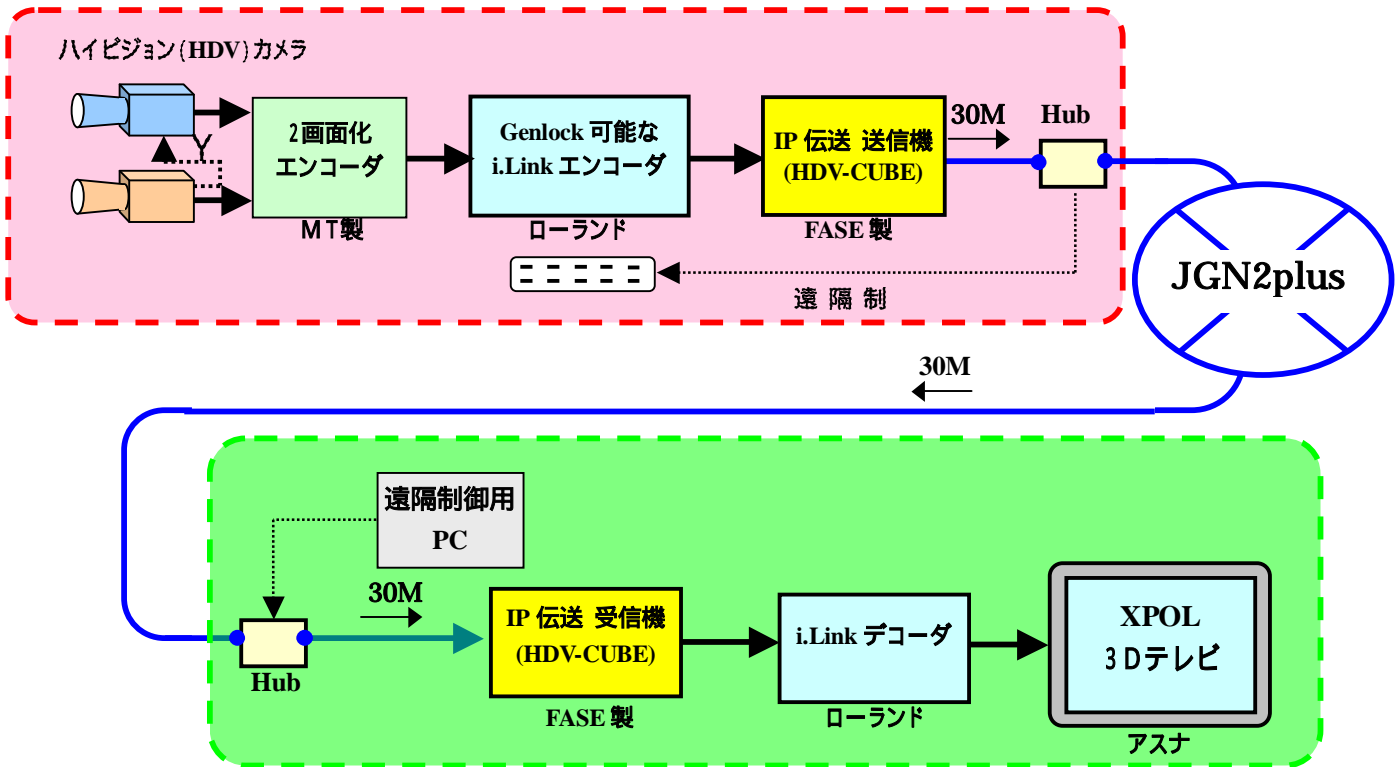 ハイビジョン(HDV)カメラ
Y
2画面化
エンコーダ
MT製
Genlock 可能な
i.Link エンコーダ
ローランド
IP 伝送 送信機
(HDV-CUBE)
FASE 製
30M
Hub
遠 隔 制
JGN2plus
30M
遠隔制御用
PC
30M
Hub
IP 伝送 受信機
(HDV-CUBE)
FASE 製
i.Link デコーダ
ローランド
XPOL
3Dテレビ
アスナ